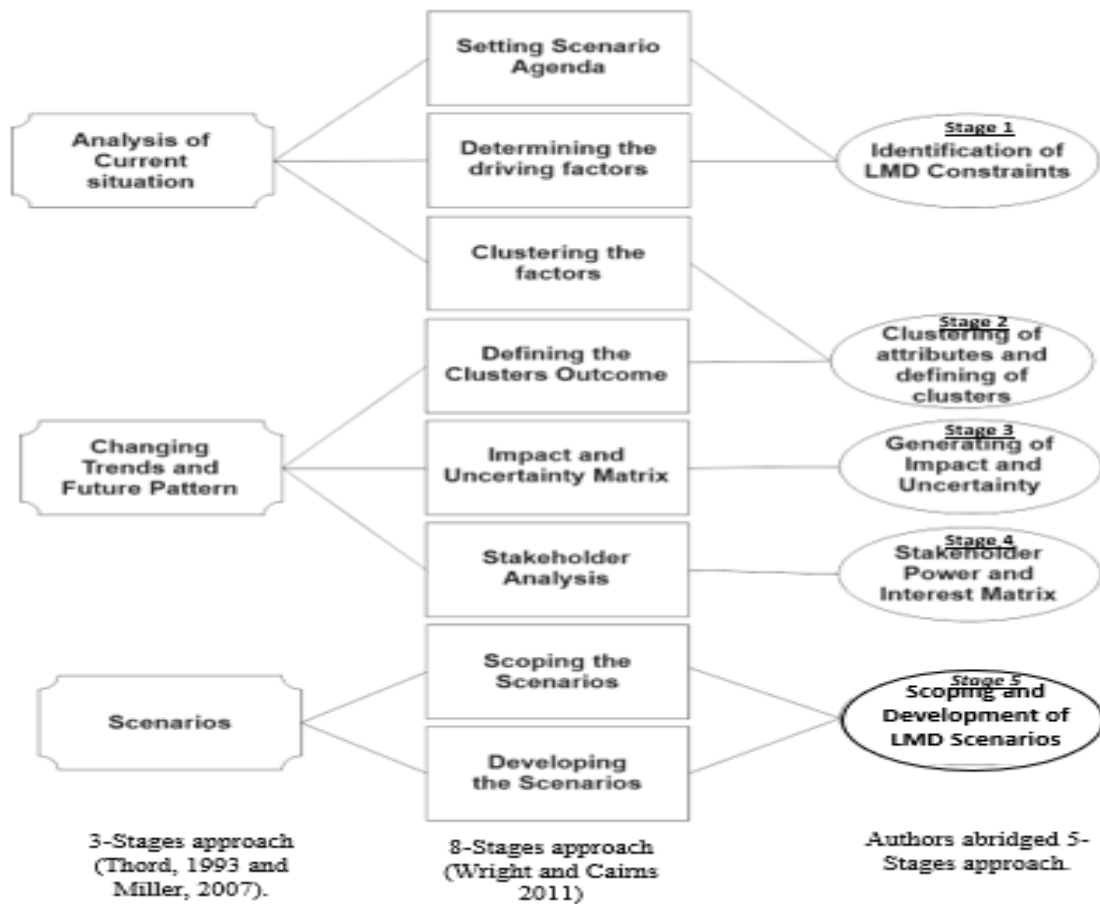 Setting Scenario
Agenda
Analysis of
Current
situation
Determining the
driving factors
Stage 1
Identification of
LMD Constraints
Clustering the
factors
Defining the
Clusters Outcome
Stage 2
Clustering of
attributes and
defining of
clusters
Changing
Trends and
Future Pattern
Impact and
Uncertainty Matrix
Stage 3
Generating of
Impact and
Uncertainty
Stakeholder
Analysis
Stage 4
Stakeholder
Power and
Interest Matrix
Scoping the
Scenarios
Scenarios
Stage 5
Scoping and
Development of
LMD Scenarios
Developing
the Scenarios
3-Stages approach
(Thord, 1993 and
Miller, 2007).
8-Stages approach
(Wright and Cairns
2011)
Authors abridged 5-
Stages approach.